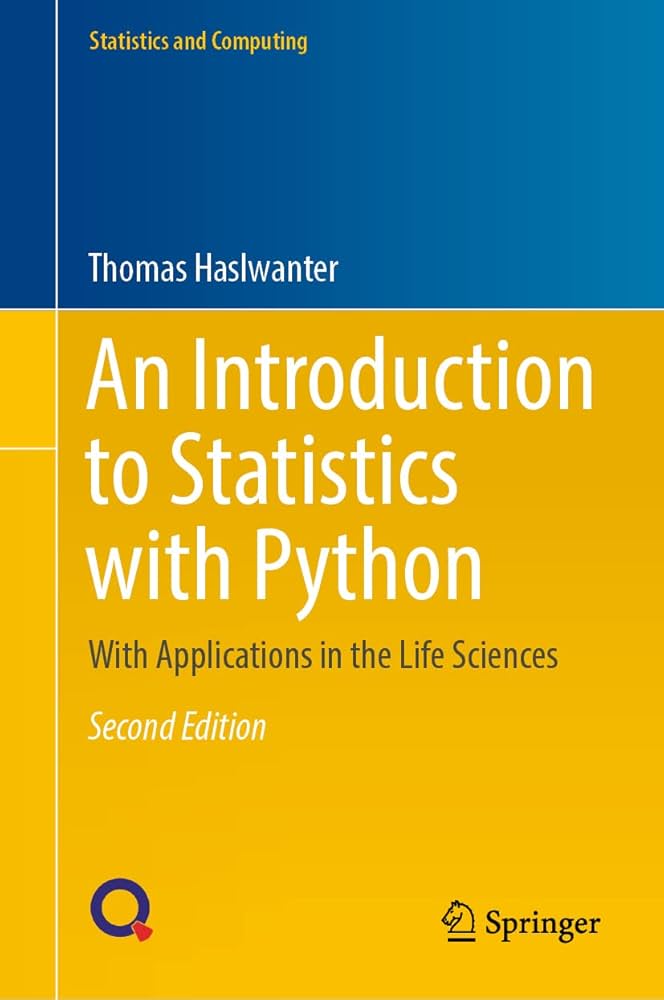 Statistics and Computing
Thomas Haslwanter
An Introduction
to Statistics
with Python
With Applications in the Life Sciences
Second Edition
Springer